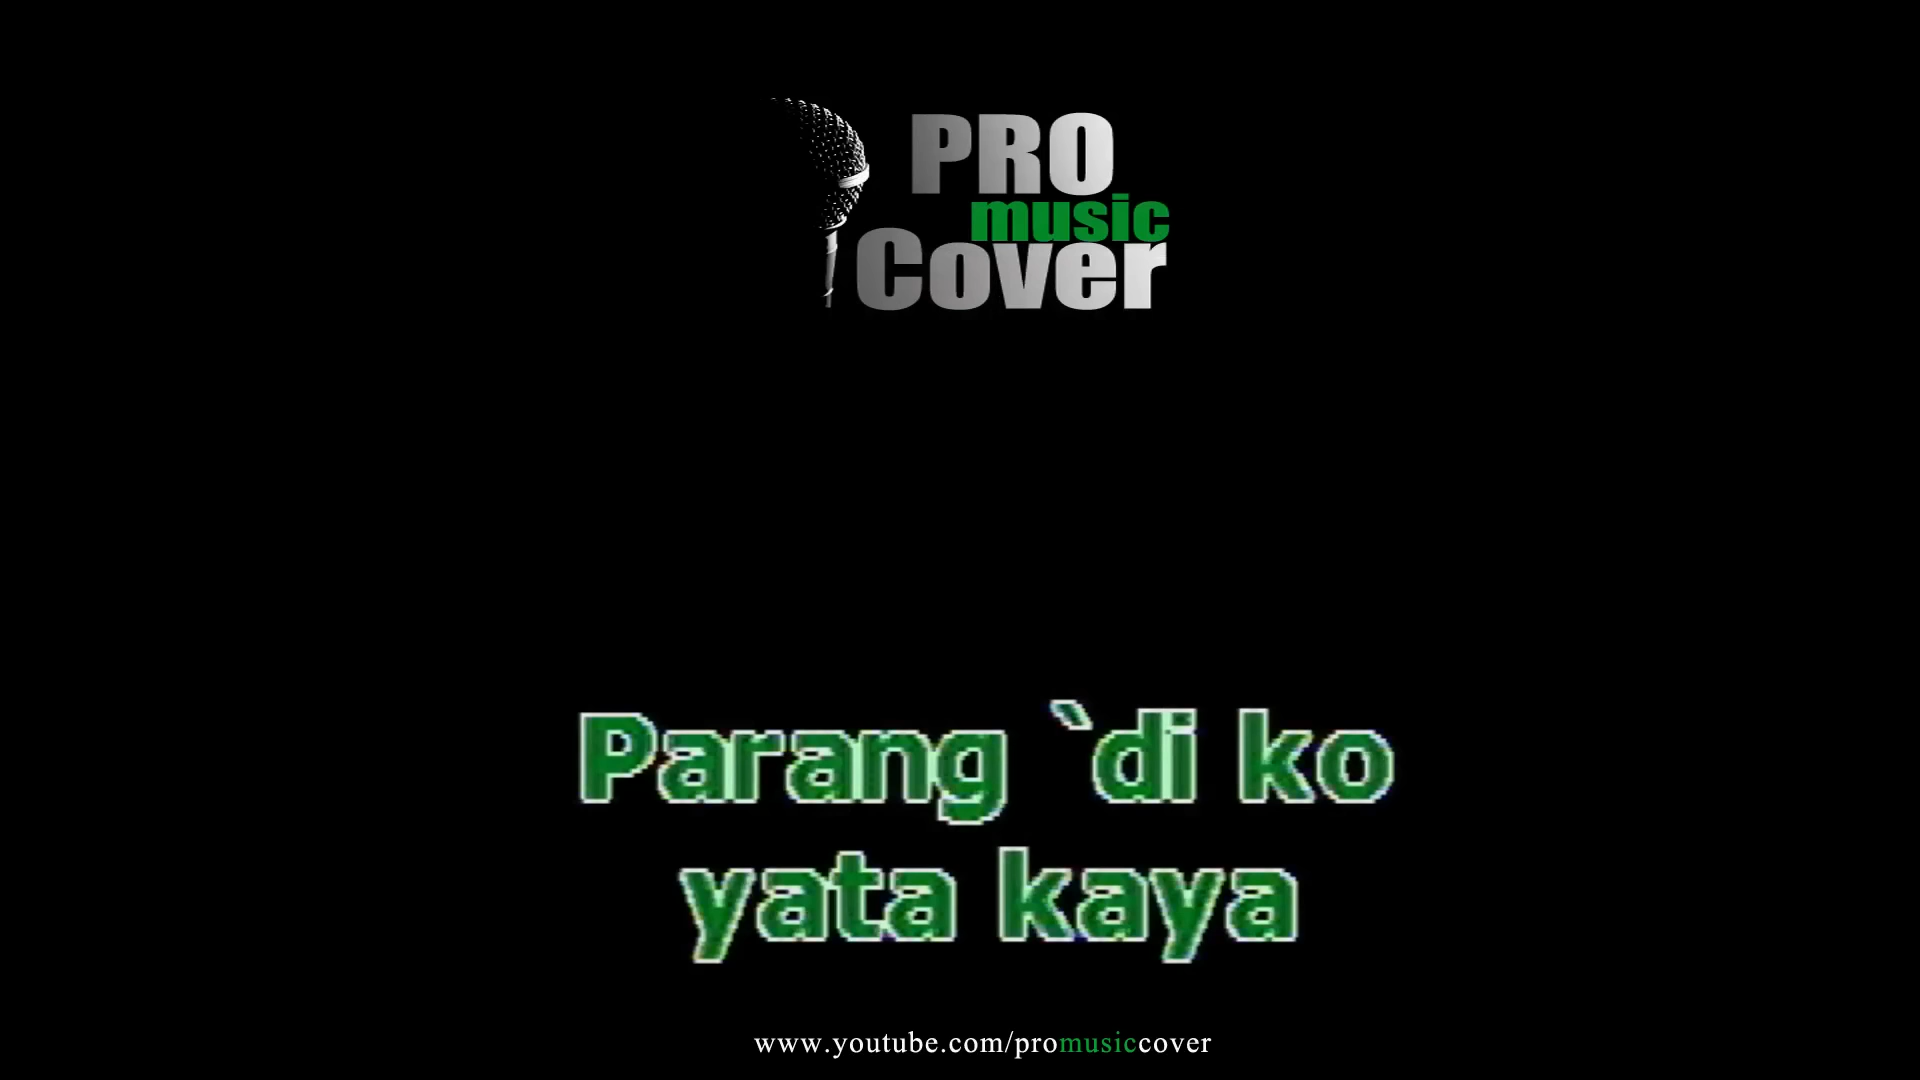 PRO
music
Cover
Parang `di ko
yata kaya
www.youtube.com/promusiccover